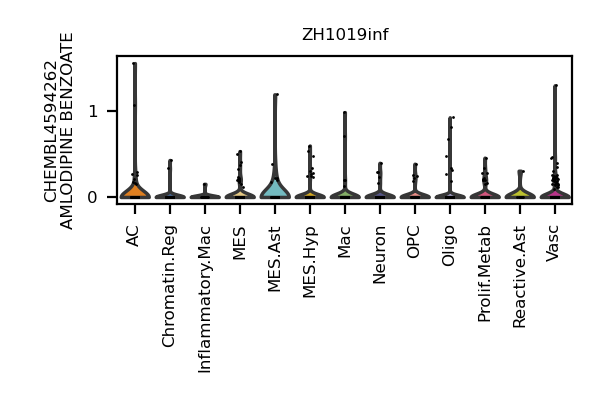 ZH1019inf
CHEMBL4594262
AMLODIPINE BENZOATE
1
0
AC
Chromatin.Reg
Inflammatory.Mac
MES
MES.Ast
MES.Hyp
Mac
Neuron
OPC
Oligo
Prolif.Metab
Reactive.Ast
Vasc